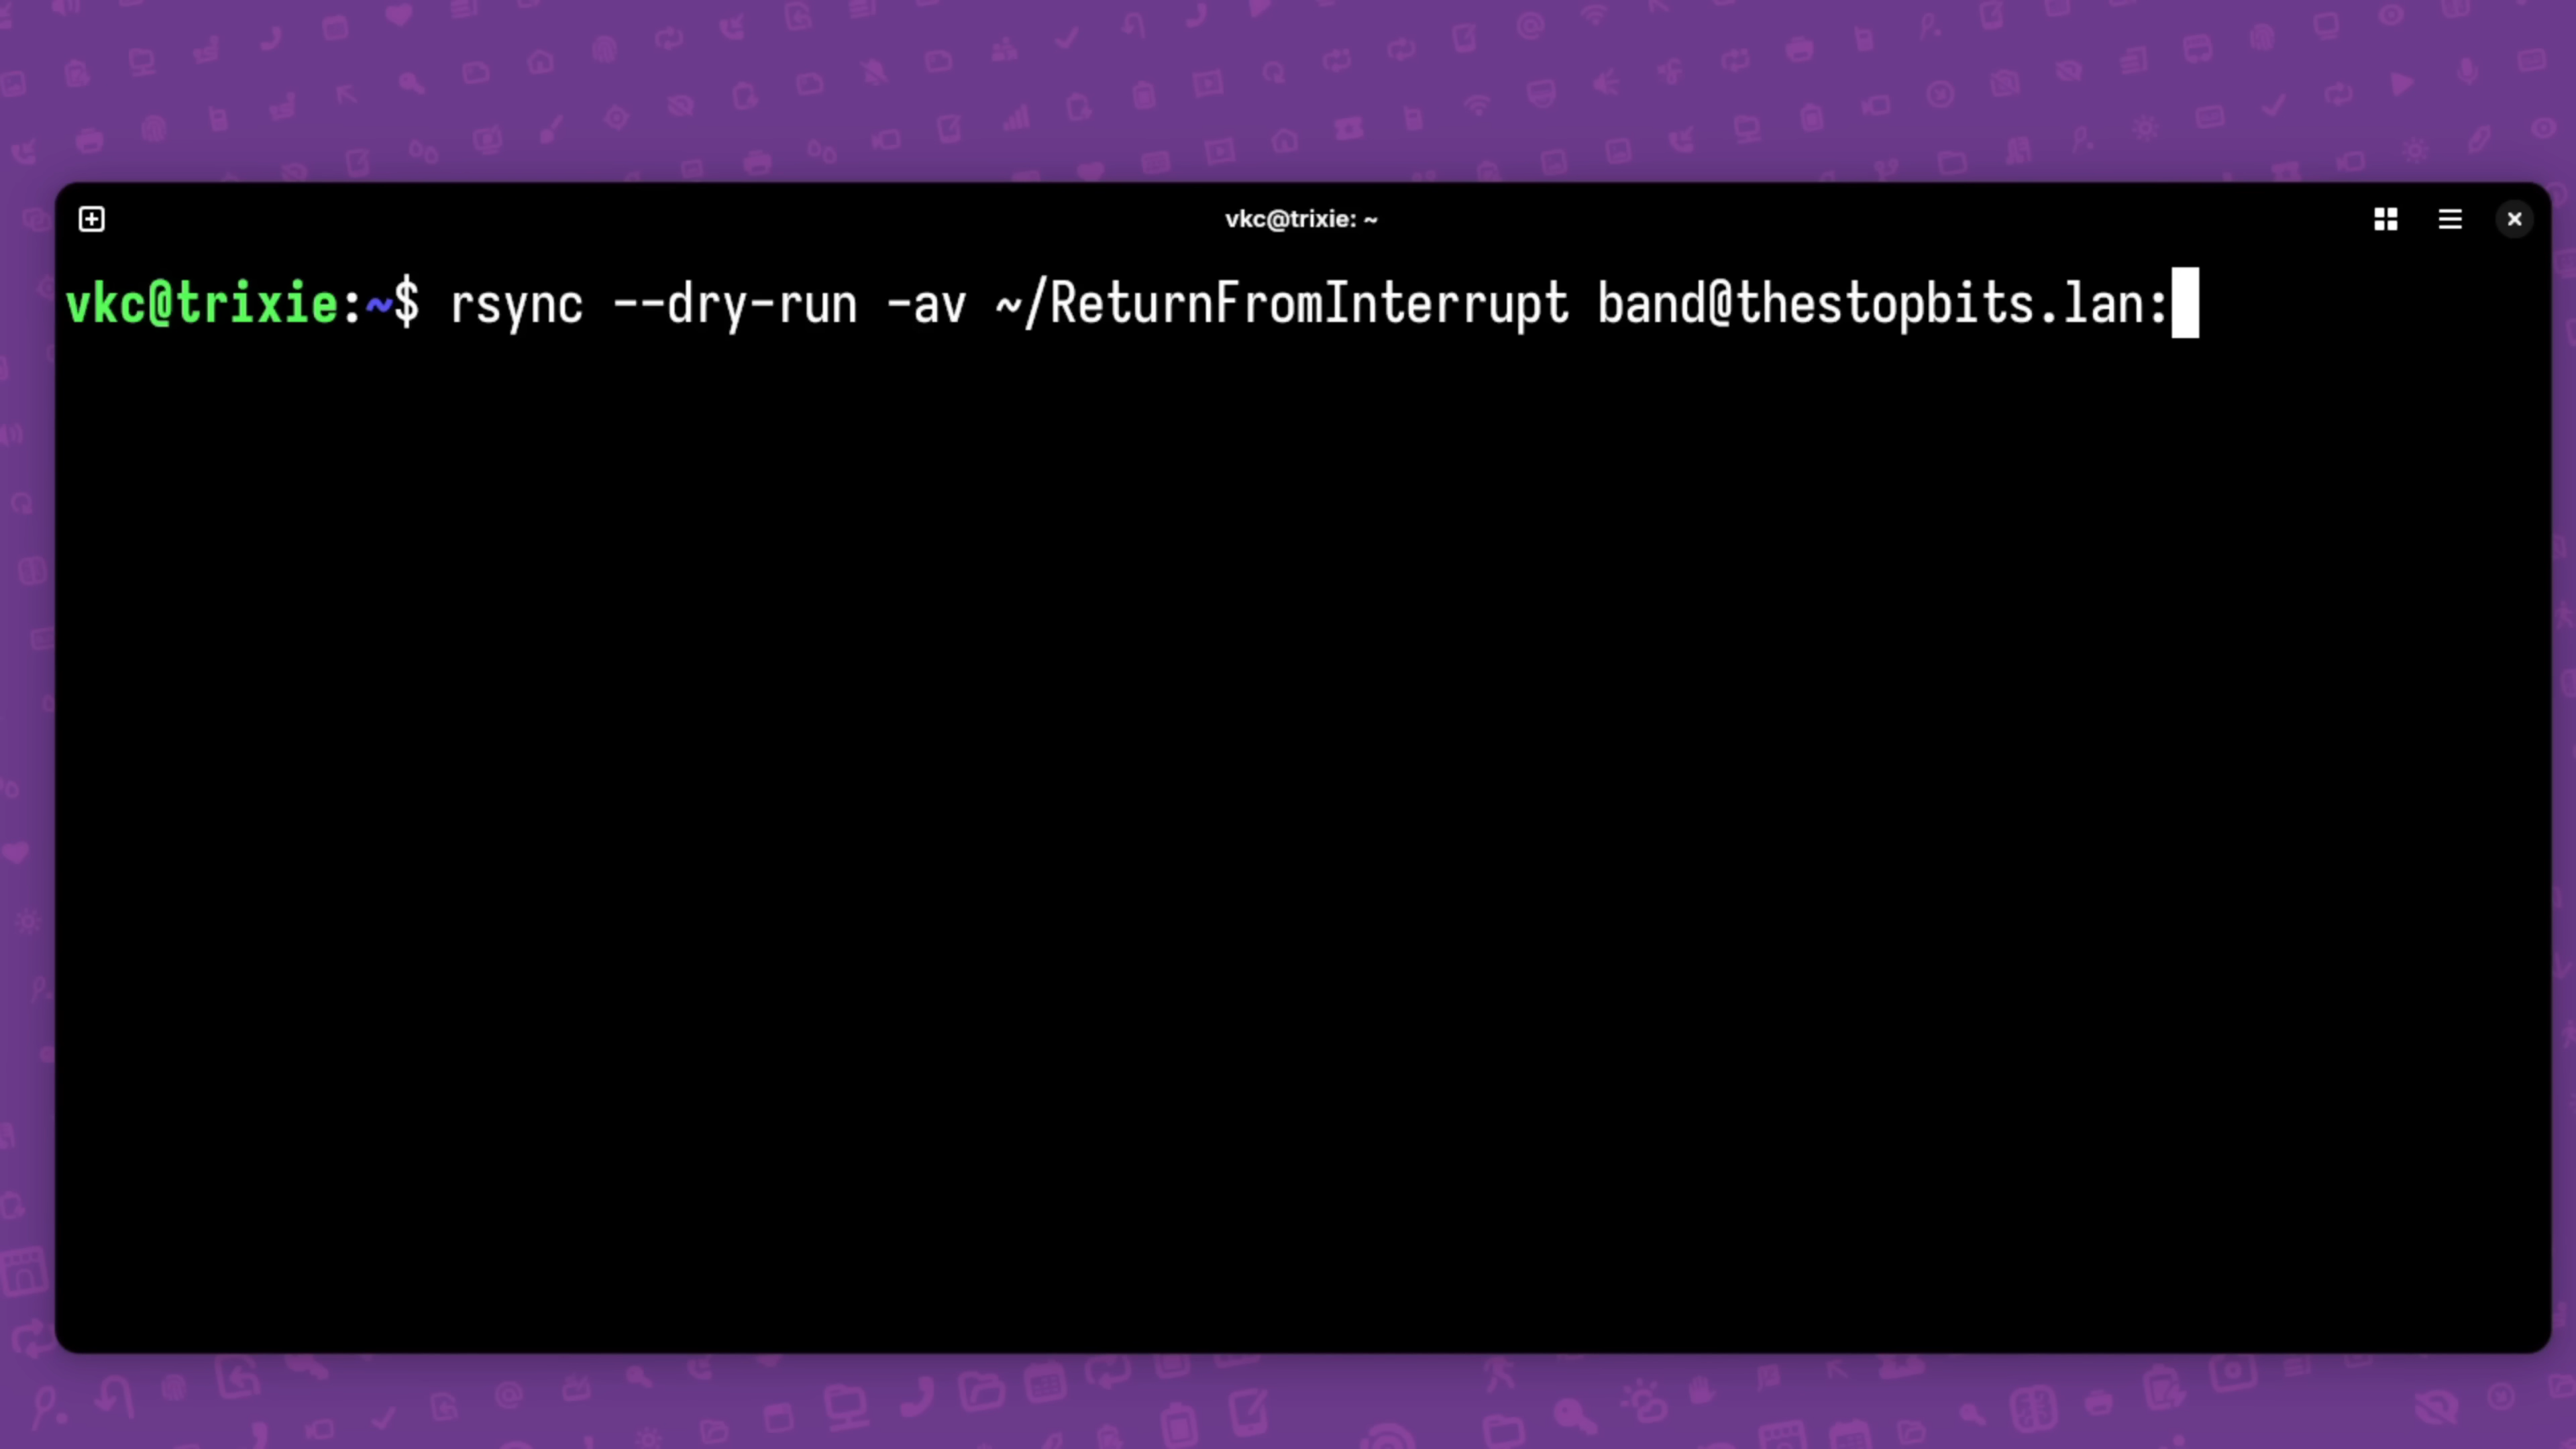 vkc@trixie: ~
vkc@trixie:~$ rsync --dry-run -av ~/ReturnFromInterrupt band@thestopbits.lan: